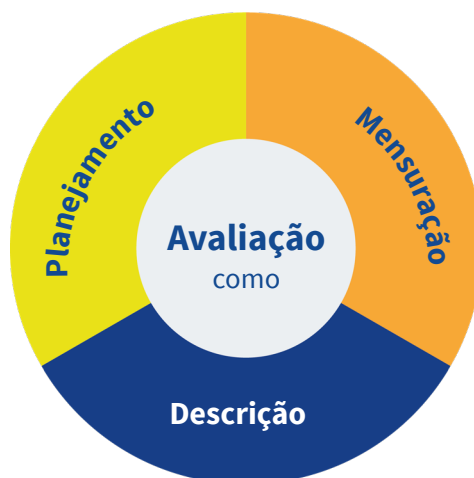 Planejamento
Mensuração
Avaliação
como
Descrição